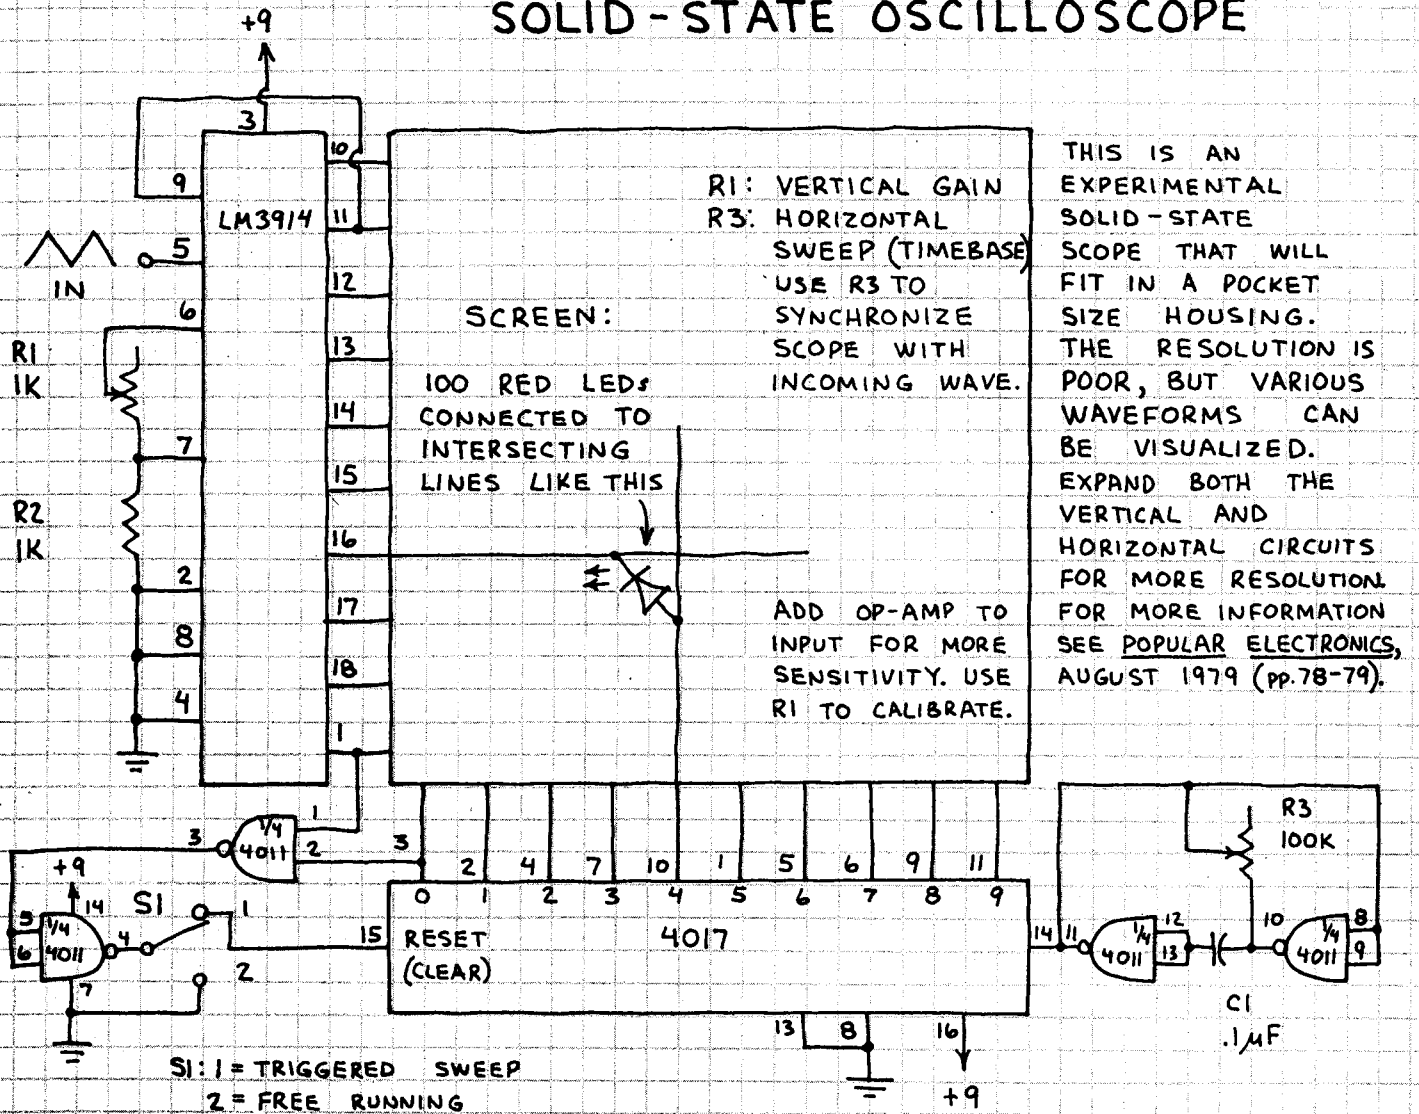 SOLID-STATE OSCILLOSCOPE
+9
3
9
LM3914
5
IN
6
R1
1K
7
R2
1K
2
8
4
10
11
12
13
14
15
16
17
18
1
SCREEN:
100 RED LEDs
CONNECTED TO
INTERSECTING
LINES LIKE THIS
R1: VERTICAL GAIN
R3: HORIZONTAL
SWEEP (TIMEBASE)
USE R3 TO
SYNCHRONIZE
SCOPE WITH
INCOMING WAVE.
ADD OP-AMP TO
INPUT FOR MORE
SENSITIVITY. USE
R1 TO CALIBRATE.
THIS IS AN
EXPERIMENTAL
SOLID-STATE
SCOPE THAT WILL
FIT IN A POCKET
SIZE HOUSING.
THE RESOLUTION IS
POOR, BUT VARIOUS
WAVEFORMS CAN
BE VISUALIZED.
EXPAND BOTH THE
VERTICAL AND
HORIZONTAL CIRCUITS
FOR MORE RESOLUTION.
FOR MORE INFORMATION
SEE POPULAR ELECTRONICS,
AUGUST 1979 (pp.78-79).
3
1/4
4011
1
2
3 2 4 7 10 1 5 6 9 11
0 1 2 3 4 5 6 7 8 9
+9
14
5
6
1/4
4011
4
7
S1
1
2
15
RESET
(CLEAR)
4017
14
13
8
16
+9
11
1/4
4011
12
13
C1
.1µF
10
1/4
4011
8
9
R3
100K
S1: 1 = TRIGGERED SWEEP
2 = FREE RUNNING